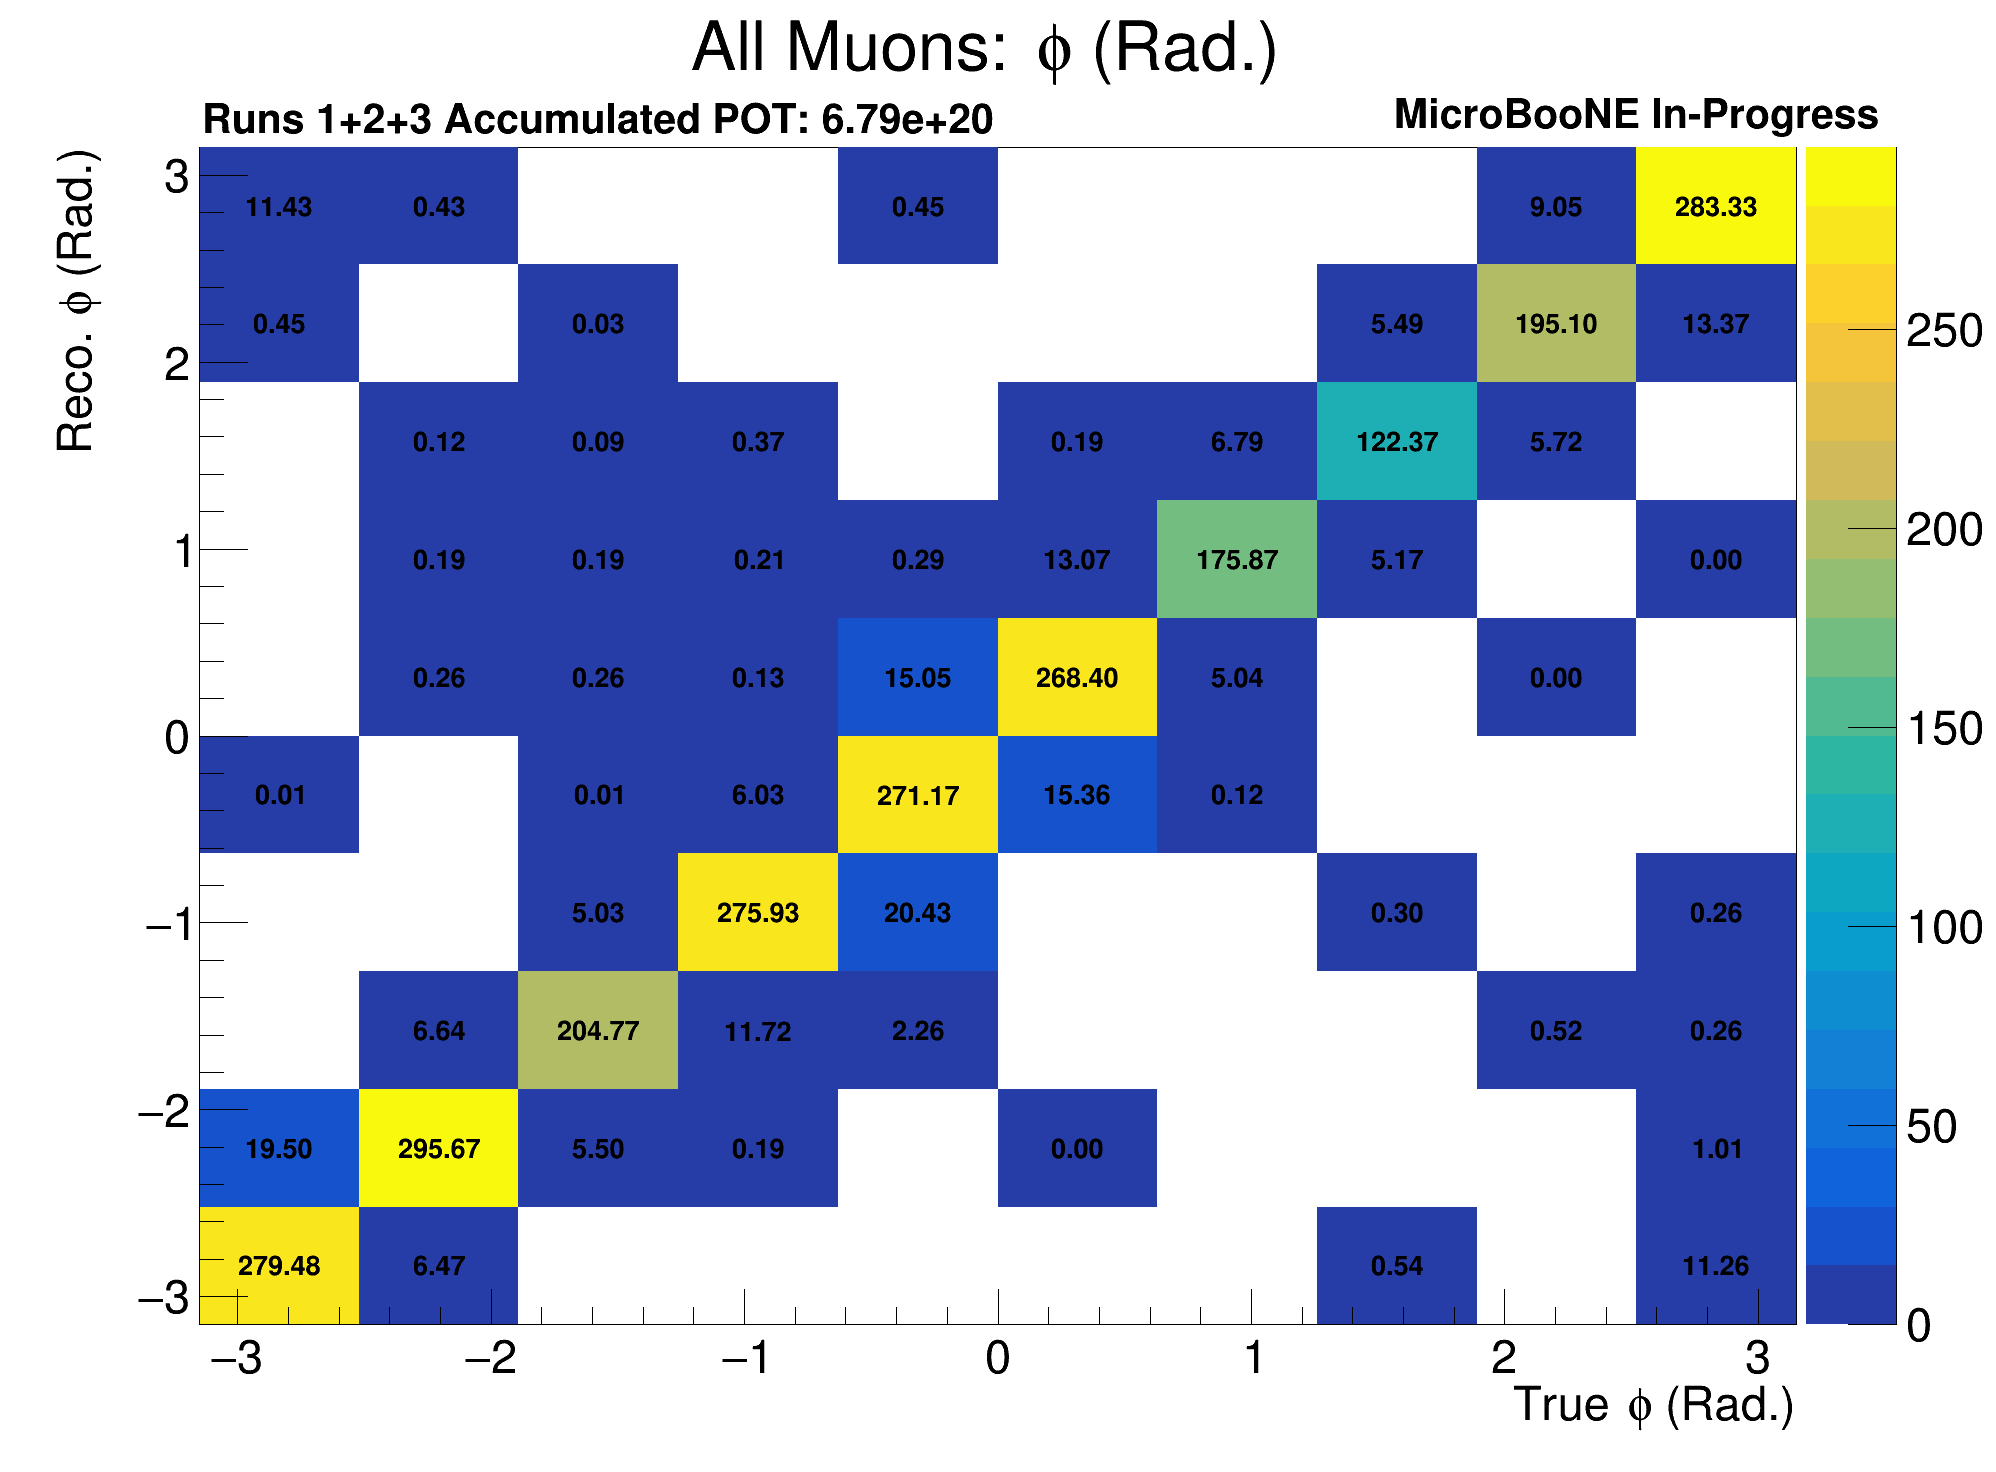 All Muons: ϕ (Rad.)
Runs 1+2+3 Accumulated POT: 6.79e+20 MicroBooNE In-Progress
Reco. ϕ (Rad.)
3
11.43 0.43 0.45 9.05 283.33
0.45 0.03 5.49 195.10 13.37 250
2
0.12 0.09 0.37 0.19 6.79 122.37 5.72
200
1 0.19 0.19 0.21 0.29 13.07 175.87 5.17 0.00
0.26 0.26 0.13 15.05 268.40 5.04 0.00
150
0
0.01 0.01 6.03 271.17 15.36 0.12
−1 5.03 275.93 20.43 0.30 0.26 100
6.64 204.77 11.72 2.26 0.52 0.26
−2 50
19.50 295.67 5.50 0.19 0.00 1.01
279.48 6.47 0.54 11.26
−3 0
−3 −2 −1 0 1 2 3
True ϕ (Rad.)